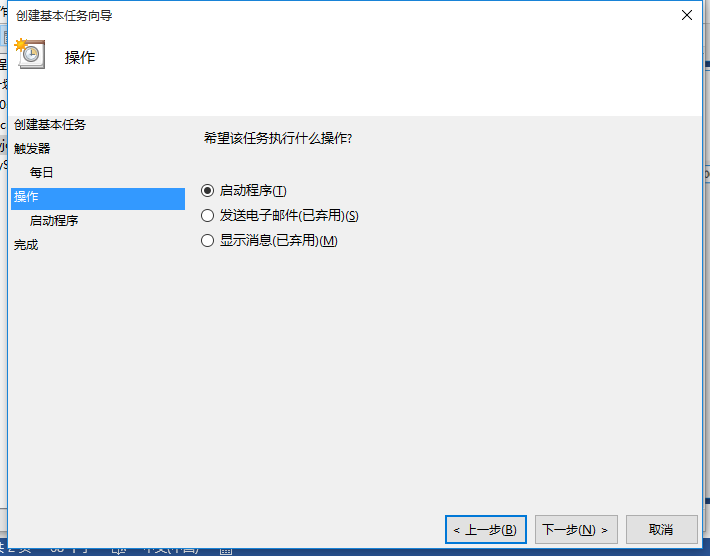 创建基本任务向导
操作
创建基本任务
触发器
每日
操作
启动程序
完成
希望该任务执行什么操作?
启动程序(T)
发送电子邮件(已弃用)(S)
显示消息(已弃用)(M)
< 上一步(B)
下一步(N) >
取消